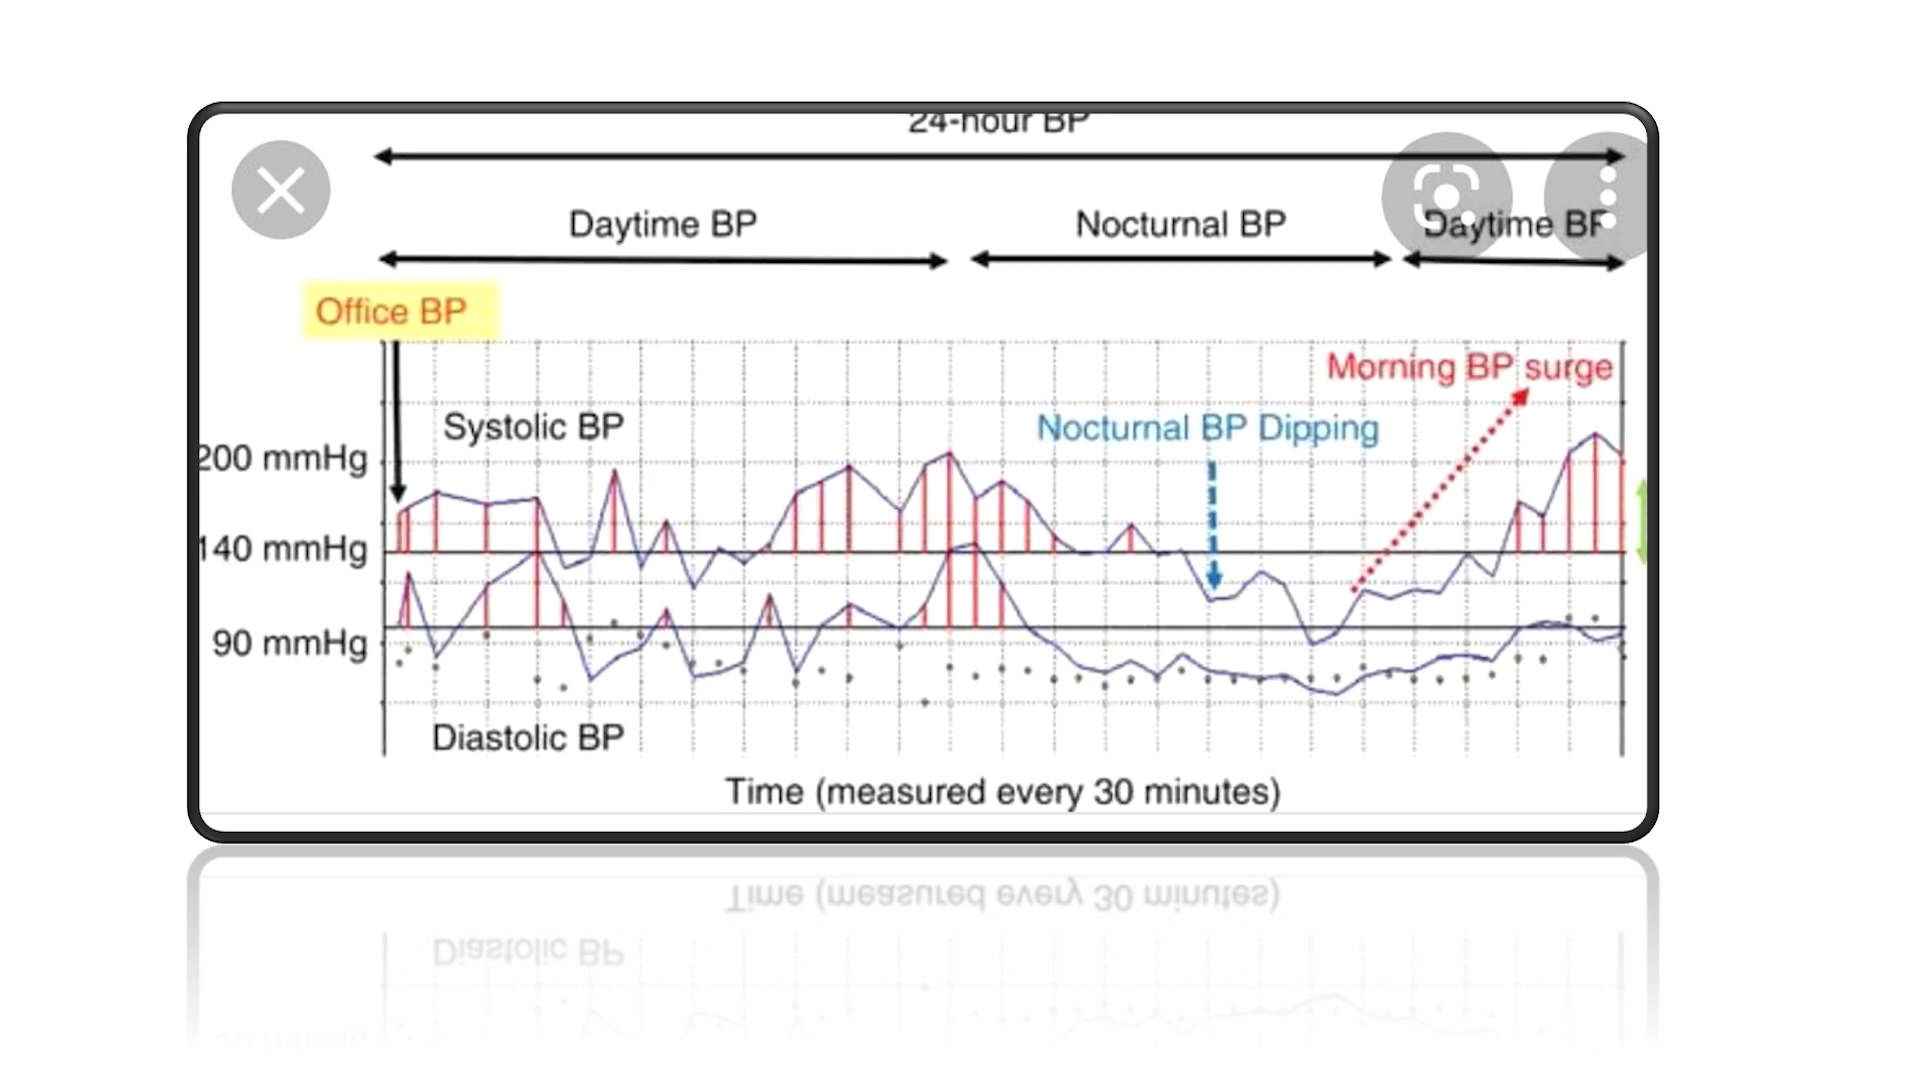 24-hour BP
Daytime BP
Nocturnal BP
Daytime BP
Office BP
Morning BP surge
Systolic BP
Nocturnal BP Dipping
200 mmHg
140 mmHg
90 mmHg
Diastolic BP
Time (measured every 30 minutes)